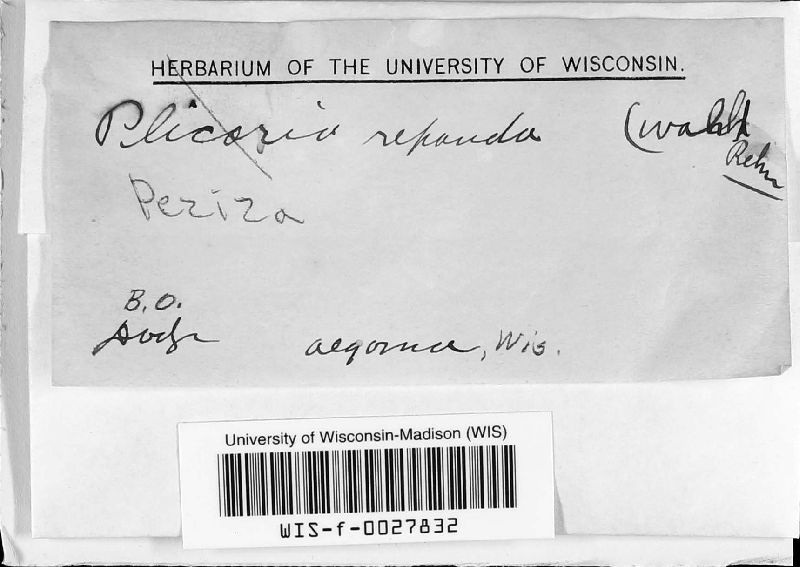 HERBARIUM OF THE UNIVERSITY OF WISCONSIN.
Plicaria repanda (Wahl)
Rehm
Peziza
B.O.
Dodge Algoma, Wis.
University of Wisconsin-Madison (WIS)
WIS-f-0027832